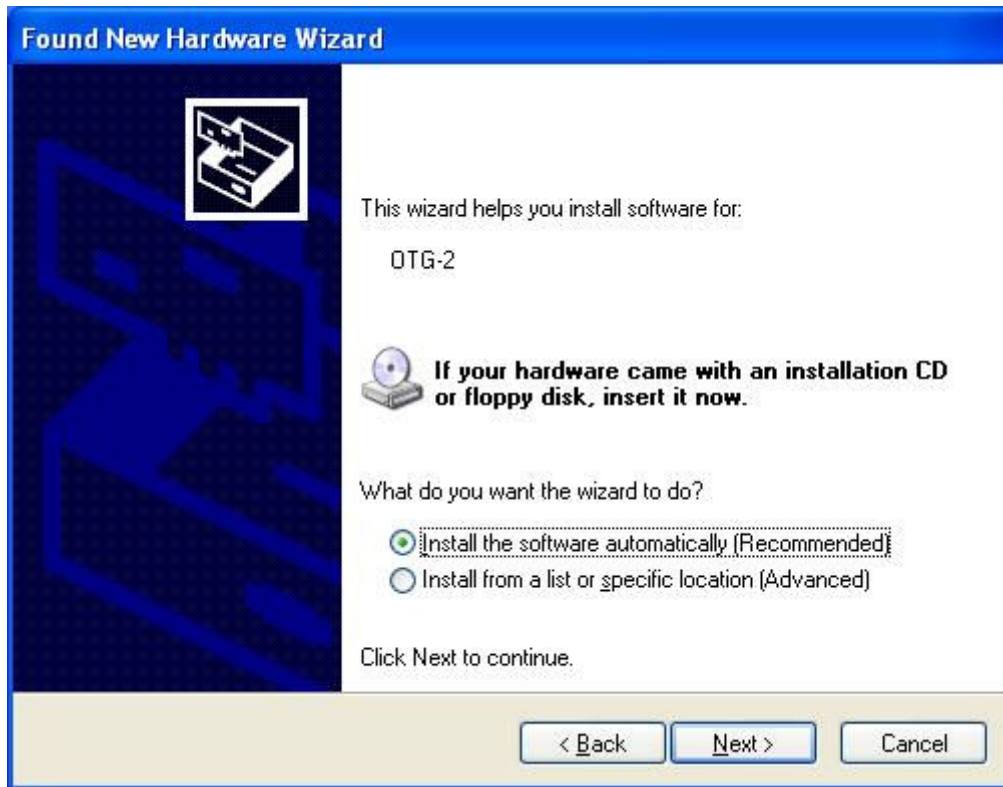 Found New Hardware Wizard
This wizard helps you install software for:
OTG-2
If your hardware came with an installation CD
or floppy disk, insert it now.
What do you want the wizard to do?
Install the software automatically (Recommended)
Install from a list or specific location (Advanced)
Click Next to continue.
< Back Next > Cancel